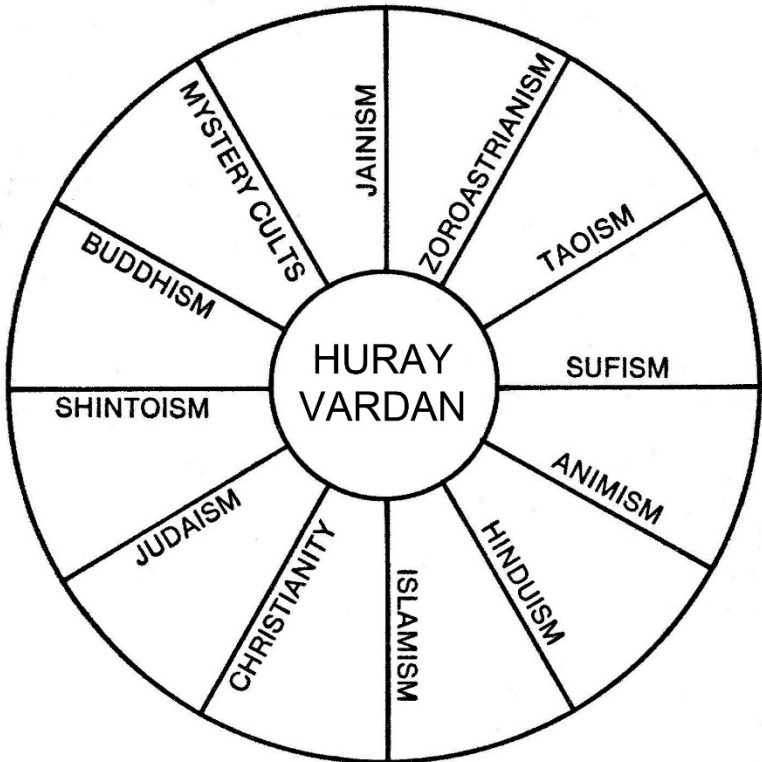 JAINISM
ZOROASTRIANISM
TAOISM
SUFISM
ANIMISM
HINDUISM
ISLAMISM
CHRISTIANITY
JUDAISM
SHINTOISM
BUDDHISM
MYSTERY CULTS
HURAY
VARDAN